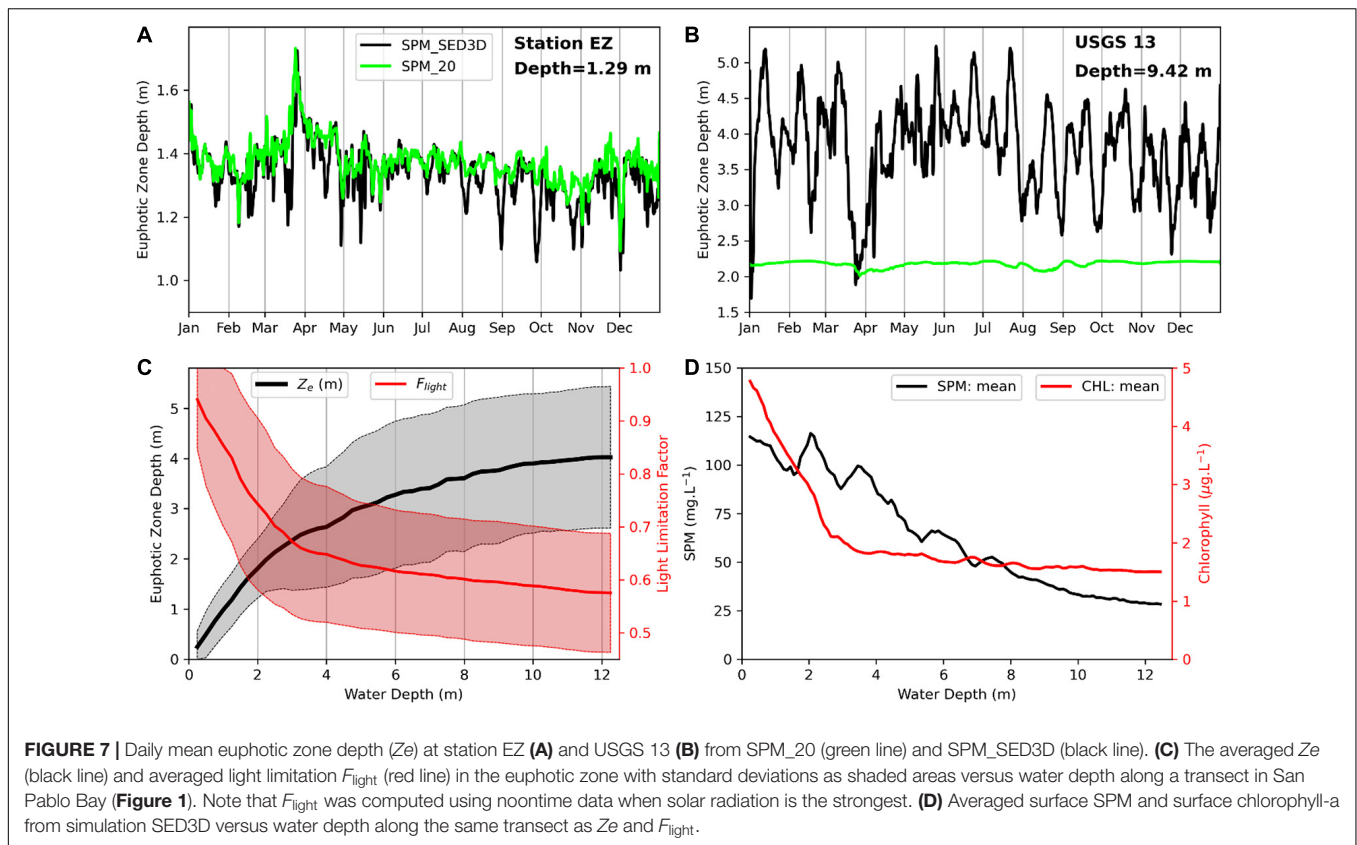 A
SPM_SED3D
SPM_20
Station EZ
Depth=1.29 m
Euphotic Zone Depth (m)
1.6
1.4
1.2
1.0
Jan Feb Mar Apr May Jun Jul Aug Sep Oct Nov Dec
B
USGS 13
Depth=9.42 m
Euphotic Zone Depth (m)
5.0
4.5
4.0
3.5
3.0
2.5
2.0
1.5
Jan Feb Mar Apr May Jun Jul Aug Sep Oct Nov Dec
C
Ze (m)
Flight
Euphotic Zone Depth (m)
5
4
3
2
1
0
1.0
0.9
0.8
0.7
0.6
0.5
Light Limitation Factor
0 2 4 6 8 10 12
Water Depth (m)
D
SPM: mean
CHL: mean
SPM (mg.L⁻¹)
150
125
100
75
50
25
0
5
4
3
2
1
0
Chlorophyll (μg.L⁻¹)
0 2 4 6 8 10 12
Water Depth (m)
FIGURE 7 | Daily mean euphotic zone depth (Ze) at station EZ (A) and USGS 13 (B) from SPM_20 (green line) and SPM_SED3D (black line). (C) The averaged Ze
(black line) and averaged light limitation Flight (red line) in the euphotic zone with standard deviations as shaded areas versus water depth along a transect in San
Pablo Bay (Figure 1). Note that Flight was computed using noontime data when solar radiation is the strongest. (D) Averaged surface SPM and surface chlorophyll-a
from simulation SED3D versus water depth along the same transect as Ze and Flight.